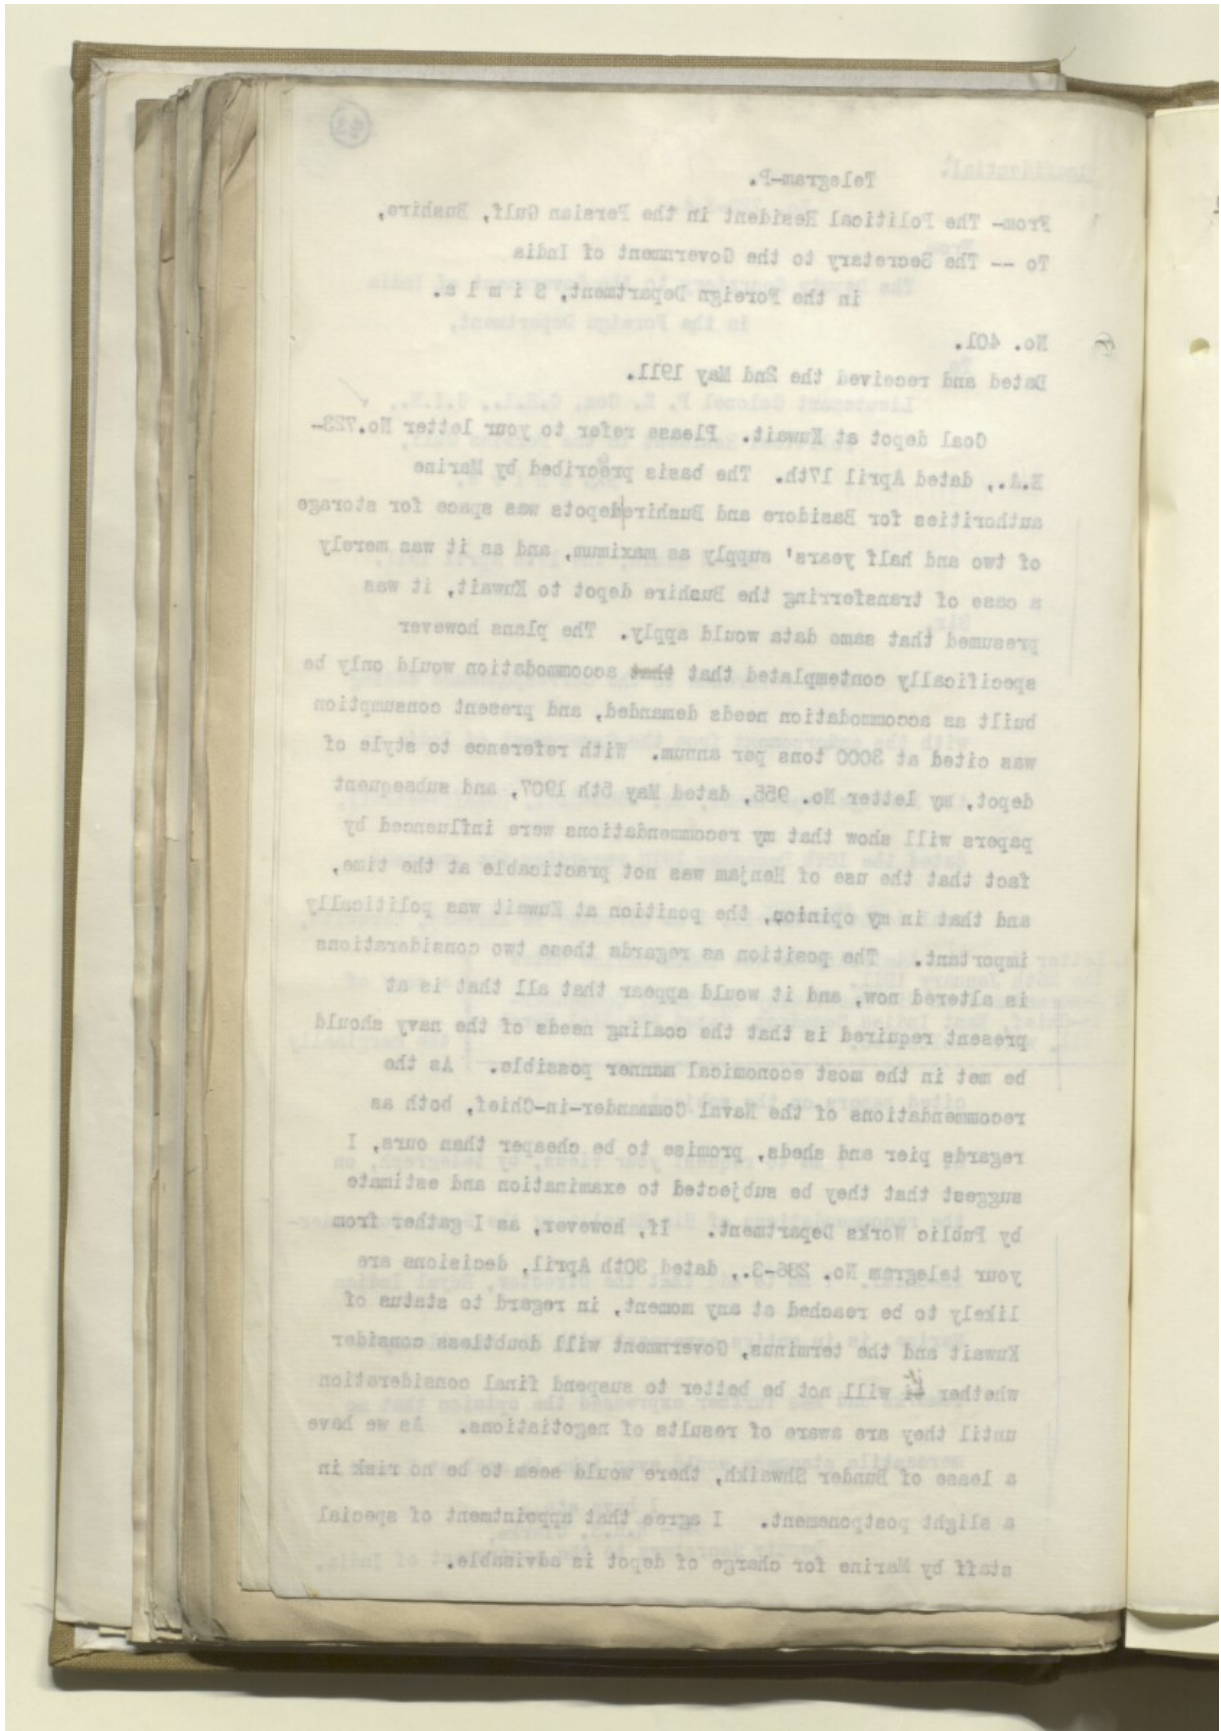 Telegram-P.
From- The Political Resident in the Persian Gulf, Bushire,
To -- The Secretary to the Government of India
in the Foreign Department, S i m l a.
No. 401.
Dated and received the 2nd May 1911.
Coal depot at Kuwait. Please refer to your letter No.723-
E.A., dated April 17th. The basis prescribed by Marine
authorities for Basidore and Bushire depots was space for storage
of two and half years' supply as maximum, and as it was merely
a case of transferring the Bushire depot to Kuwait, it was
presumed that same data would apply. The plans however
specifically contemplated that that accommodation would only be
built as accommodation needs demanded, and present consumption
was cited at 3000 tons per annum. With reference to style of
depot, my letter No. 955, dated May 5th 1907, and subsequent
papers will show that my recommendations were influenced by
fact that the use of Henjam was not practicable at the time,
and that in my opinion, the position at Kuwait was politically
important. The position as regards these two considerations
is altered now, and it would appear that all that is at
present required is that the coaling needs of the navy should
be met in the most economical manner possible. As the
recommendations of the Naval Commander-in-Chief, both as
regards pier and sheds, promise to be cheaper than ours, I
suggest that they be subjected to examination and estimate
by Public Works Department. If, however, as I gather from
your telegram No. 236-S., dated 30th April, decisions are
likely to be reached at any moment, in regard to status of
Kuwait and the terminus, Government will doubtless consider
whether it will not be better to suspend final consideration
until they are aware of results of negotiations. As we have
a lease of Bunder Shwaikh, there would seem to be no risk in
a slight postponement. I agree that appointment of special
staff by Marine for charge of depot is advisable.